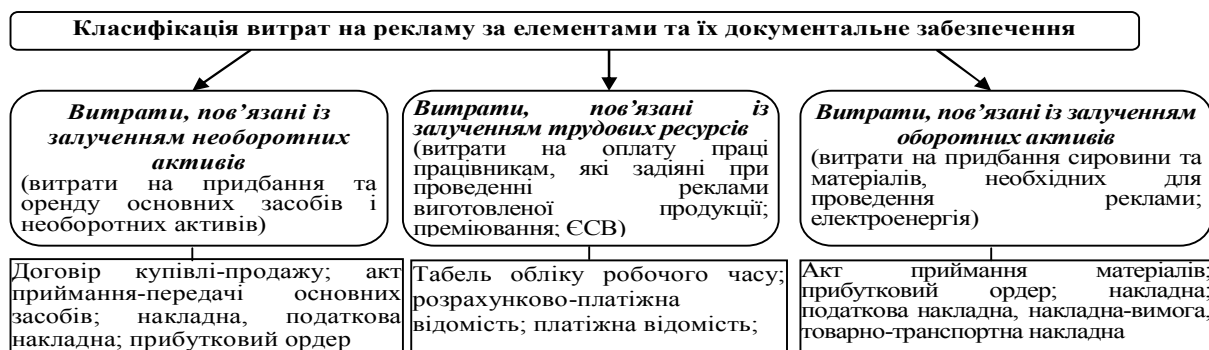 Класифікація витрат на рекламу за елементами та їх документальне забезпечення
Витрати, пов’язані із
залученням необоротних
активів
(витрати на придбання та
оренду основних засобів і
необоротних активів)
Витрати, пов’язані із
залученням трудових ресурсів
(витрати на оплату праці
працівникам, які задіяні при
проведенні реклами
виготовленої продукції;
преміювання; ЄСВ)
Витрати, пов’язані із залученням
оборотних активів
(витрати на придбання сировини та
матеріалів, необхідних для
проведення реклами;
електроенергія)
Договір купівлі-продажу; акт
приймання-передачі основних
засобів; накладна, податкова
накладна; прибутковий ордер
Табель обліку робочого часу;
розрахунково-платіжна
відомість; платіжна відомість;
Акт приймання матеріалів;
прибутковий ордер; накладна;
податкова накладна, накладна-вимога,
товарно-транспортна накладна